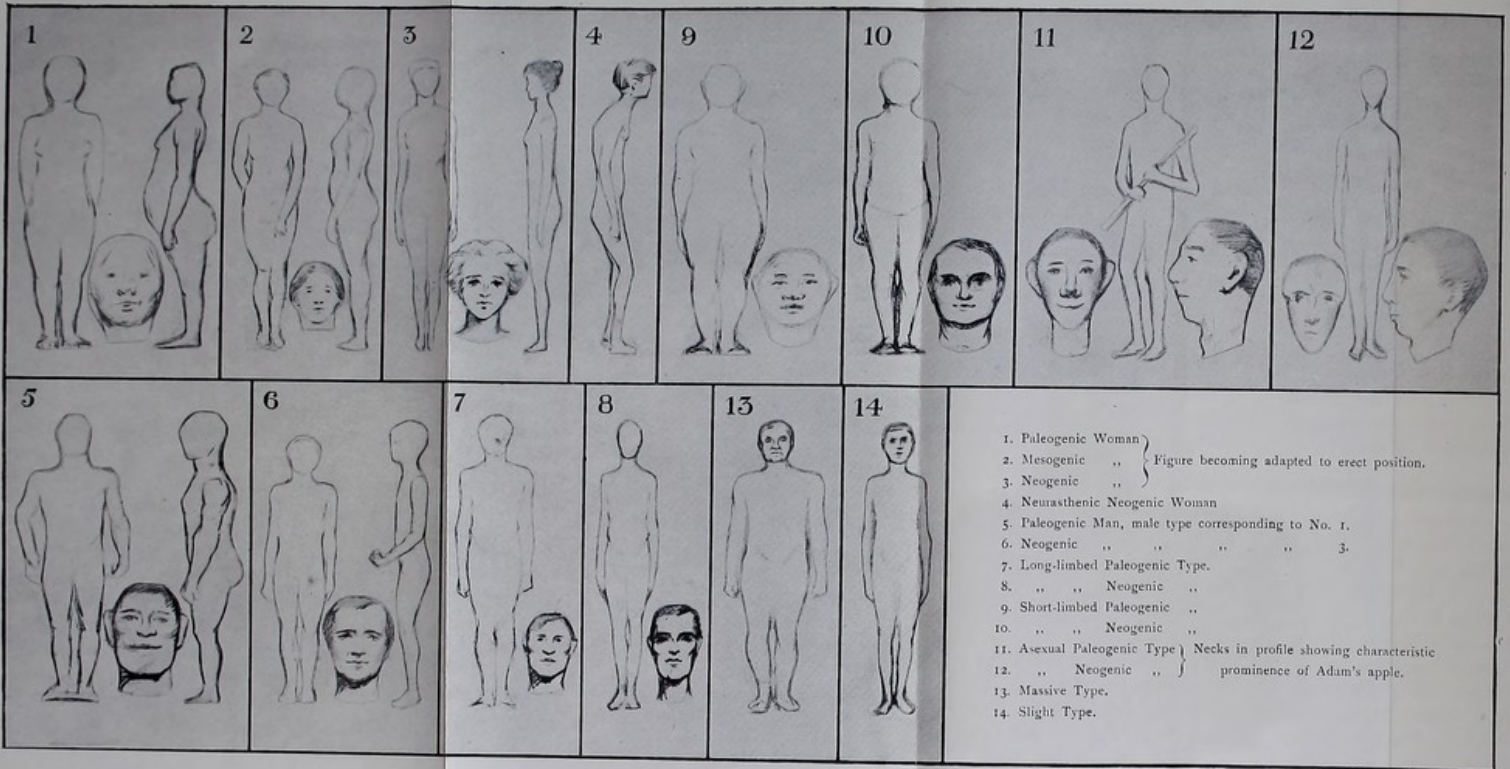 1
2
3
4
9
10
11
12
5
6
7
8
13
14
1. Paleogenic Woman
2. Mesogenic ,, Figure becoming adapted to erect position.
3. Neogenic ,,
4. Neurasthenic Neogenic Woman
5. Paleogenic Man, male type corresponding to No. 1.
6. Neogenic ,, ,, ,, ,, 3.
7. Long-limbed Paleogenic Type.
8. ,, ,, Neogenic ,,
9. Short-limbed Paleogenic ,,
10. ,, ,, Neogenic ,,
11. Asexual Paleogenic Type } Necks in profile showing characteristic
12. ,, Neogenic ,, } prominence of Adam's apple.
13. Massive Type.
14. Slight Type.